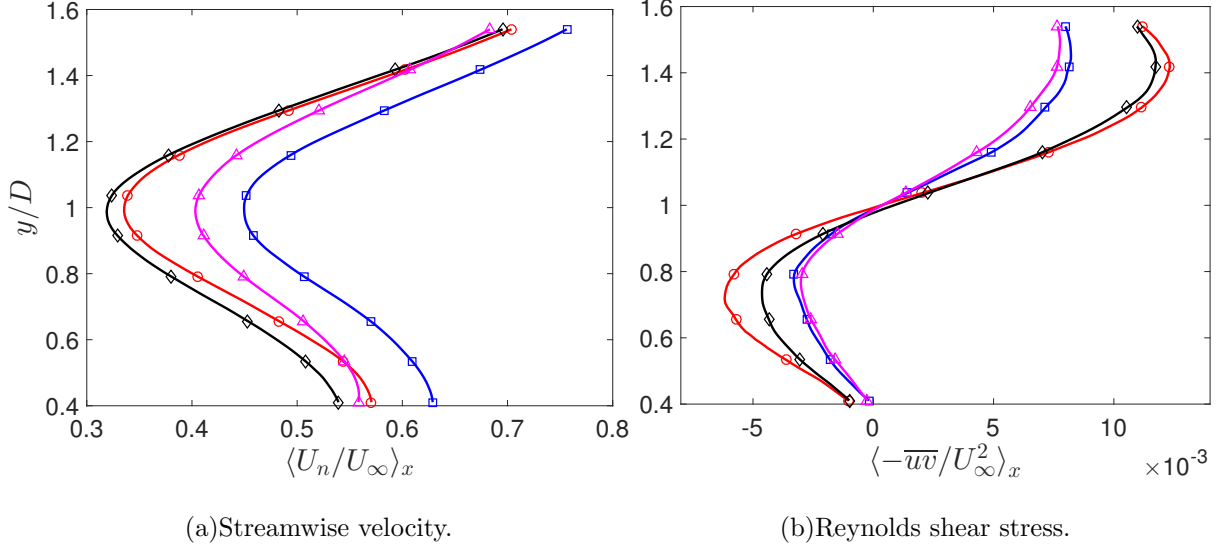 1.6
1.4
1.2
1
0.8
0.6
0.4
y/D
0.3 0.4 0.5 0.6 0.7 0.8
⟨U_n/U_∞⟩_x
(a)Streamwise velocity.
1.6
1.4
1.2
1
0.8
0.6
0.4
-5 0 5 10
×10^-3
⟨−\overline{uv}/U_∞^2⟩_x
(b)Reynolds shear stress.